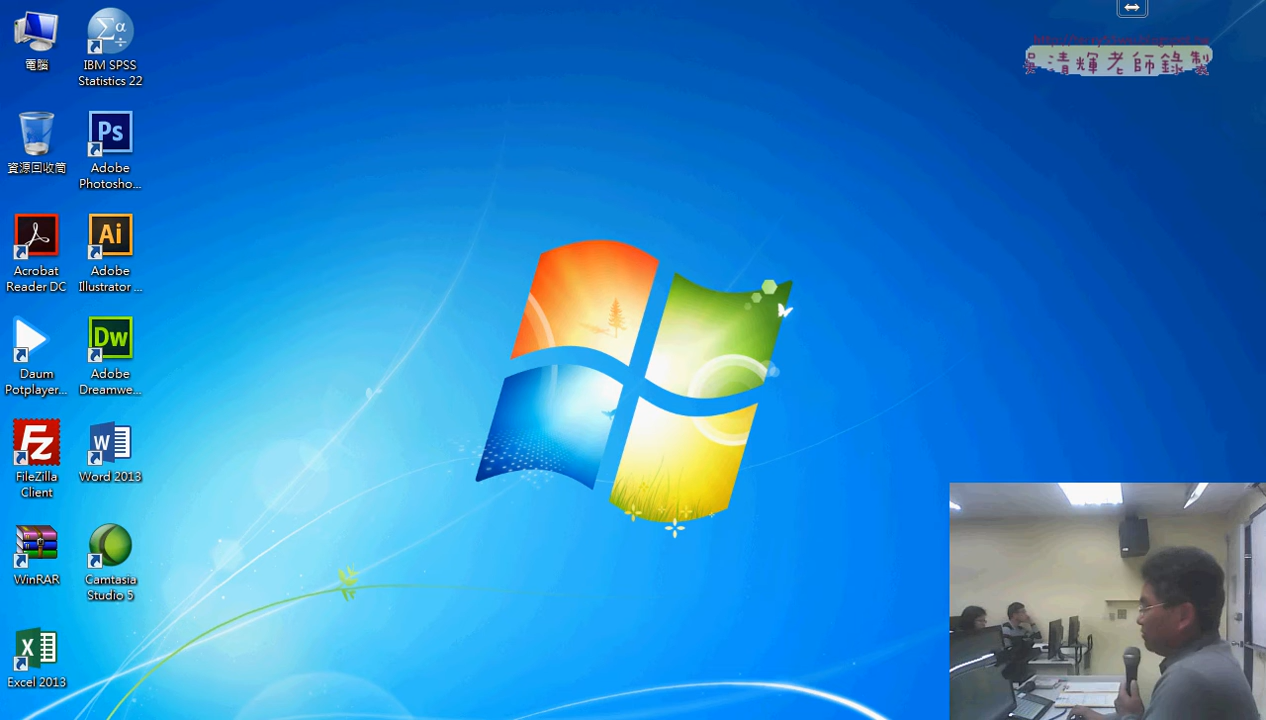 電腦
IBM SPSS
Statistics 22
資源回收筒
Adobe
Photosho...
Acrobat
Reader DC
Adobe
Illustrator ...
Daum
Potplayer...
Adobe
Dreamwe...
FileZilla
Client
Word 2013
WinRAR
Camtasia
Studio 5
Excel 2013
吳清輝老師錄製